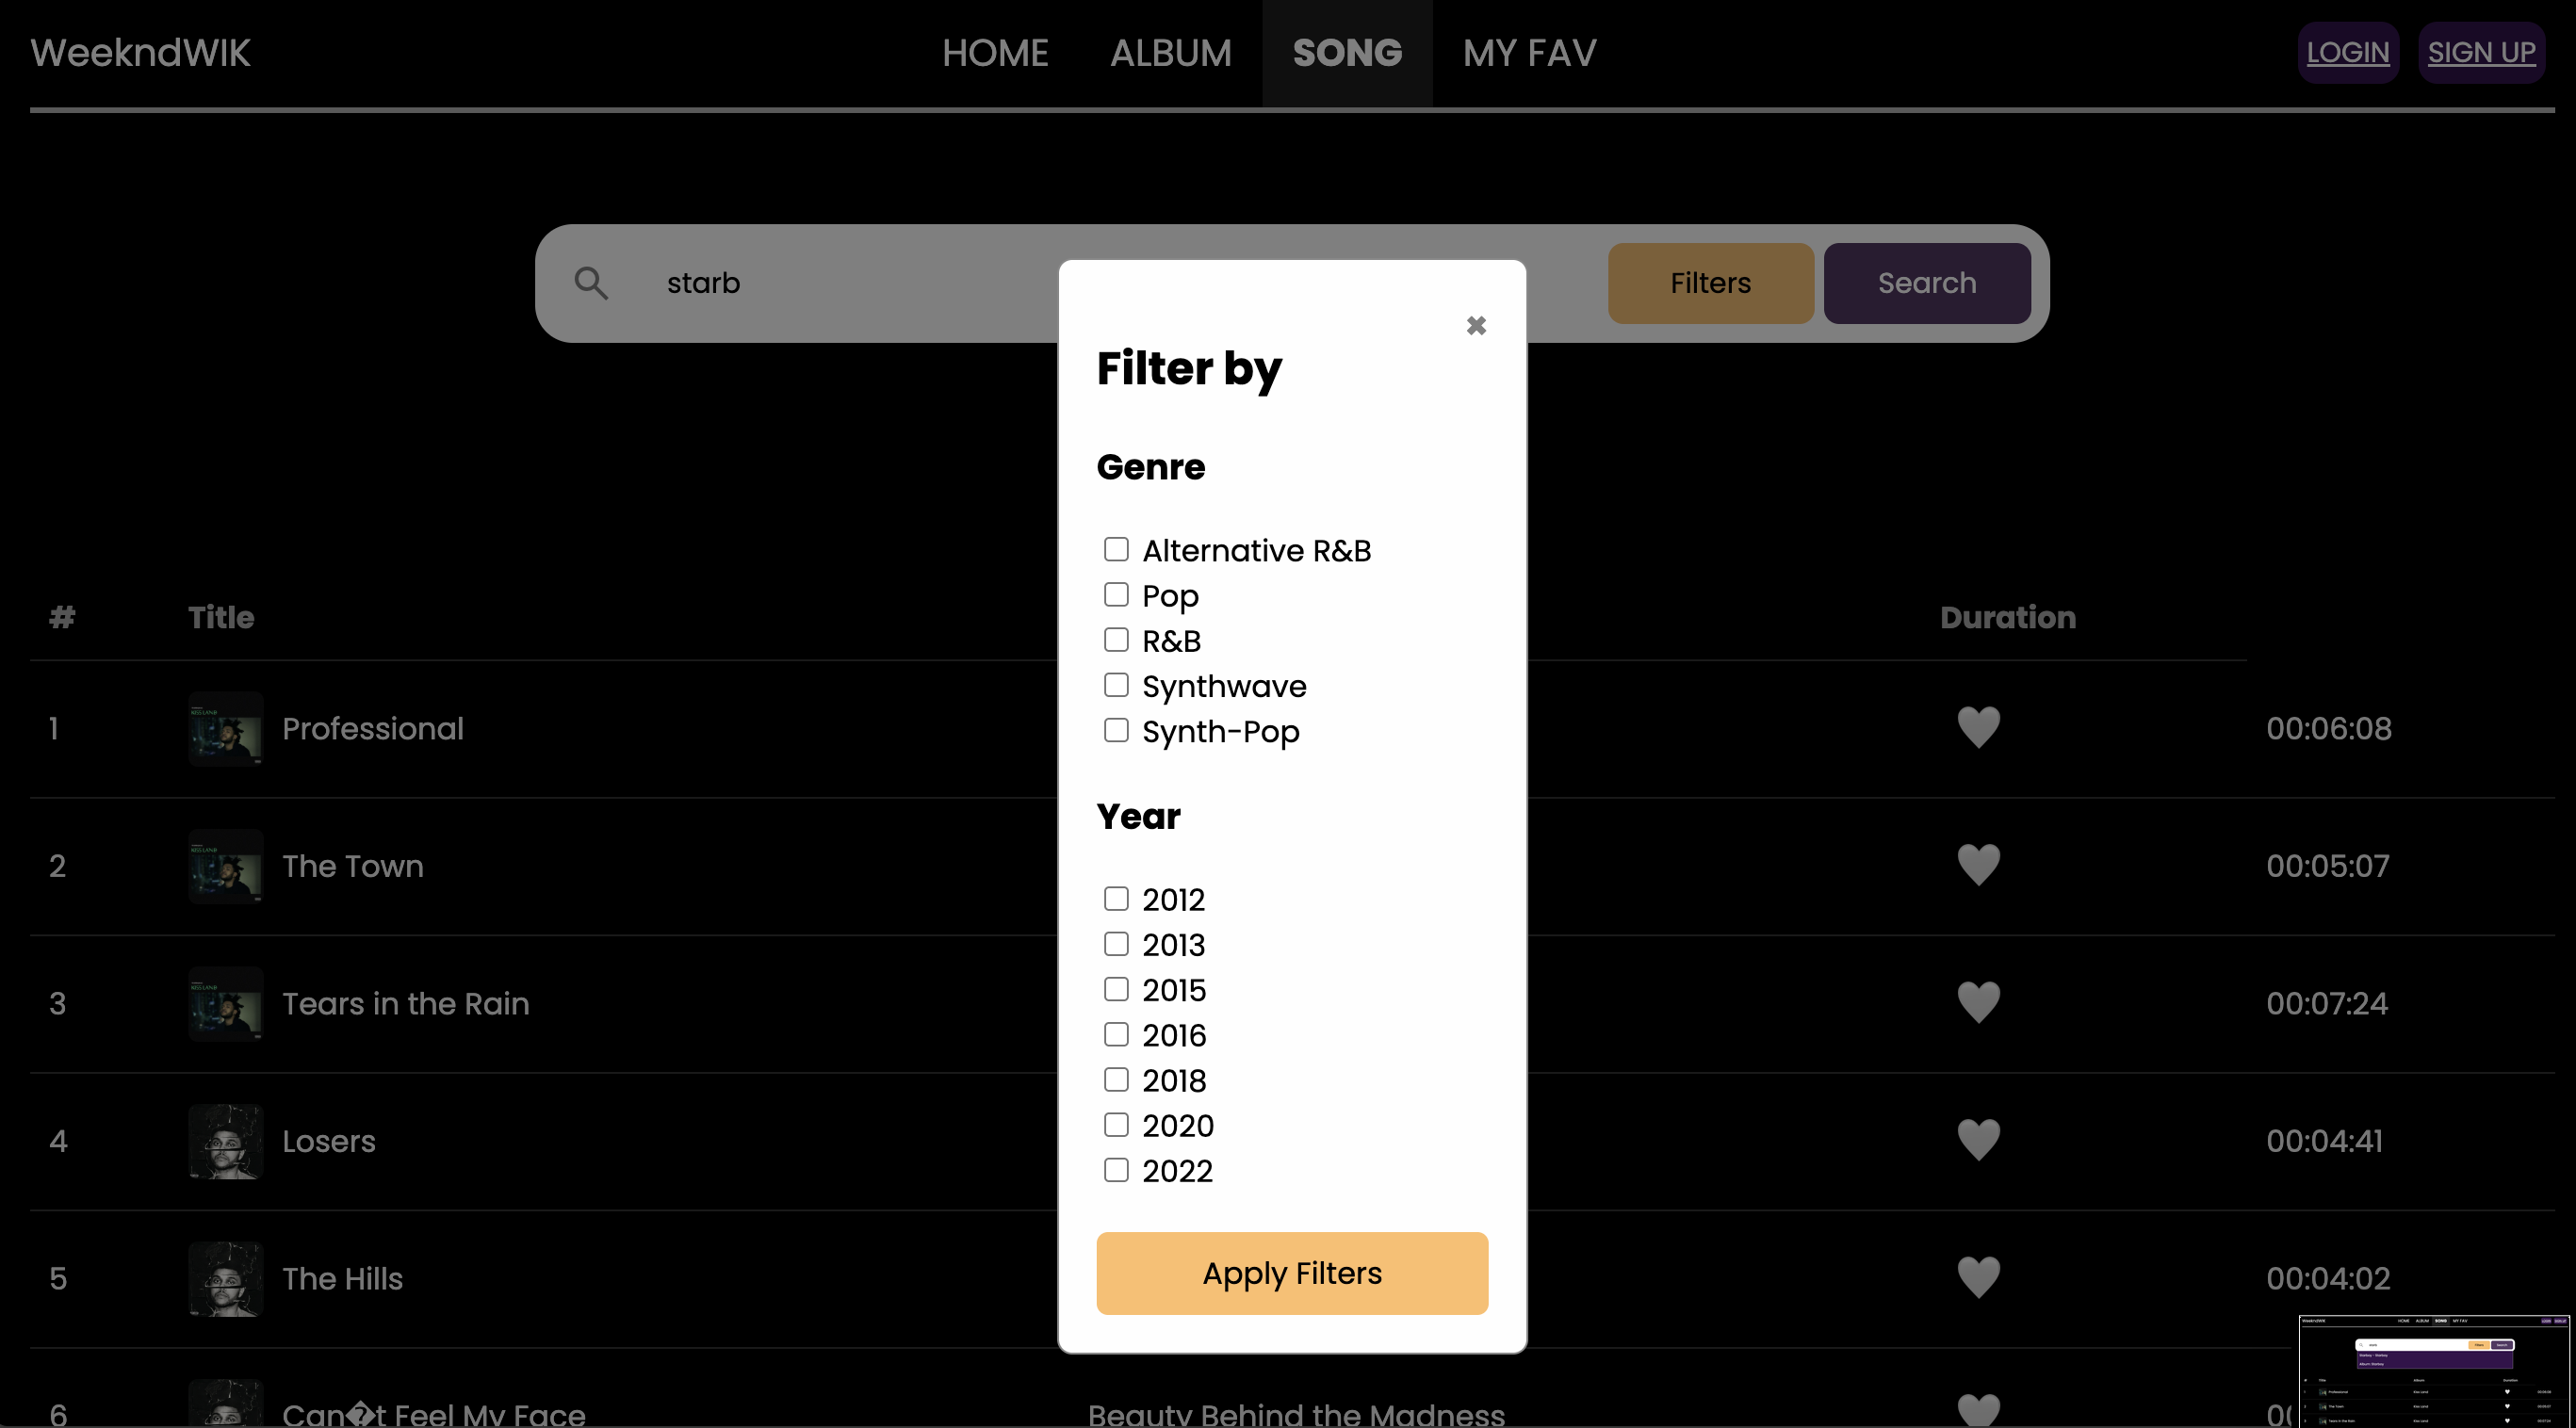 WeekndWIK HOME ALBUM SONG MY FAV LOGIN SIGN UP
starb Filters Search
Filter by
Genre
Alternative R&B
Pop
R&B
Synthwave
Synth-Pop
Year
2012
2013
2015
2016
2018
2020
2022
Apply Filters
# Title Duration
1 Professional 00:06:08
2 The Town 00:05:07
3 Tears in the Rain 00:07:24
4 Losers 00:04:41
5 The Hills 00:04:02
6 Can�t Feel My Face Beauty Behind the Madness